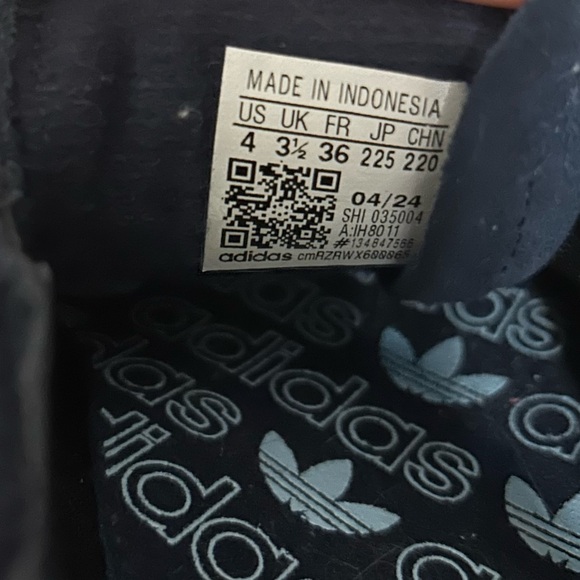 MADE IN INDONESIA
US UK FR JP CHN
4 3½ 36 225 220
04/24
SHI 035004
A:IH8011
adidas
adidas
adidas
adidas